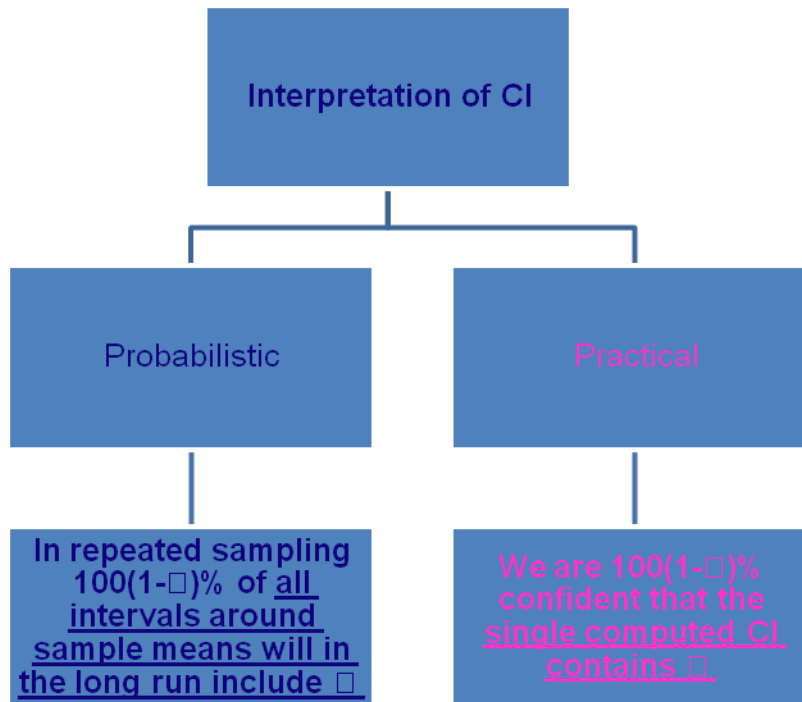 Interpretation of CI
Probabilistic
Practical
In repeated sampling
100(1-□)% of all
intervals around
sample means will in
the long run include □
We are 100(1-□)%
confident that the
single computed CI
contains □